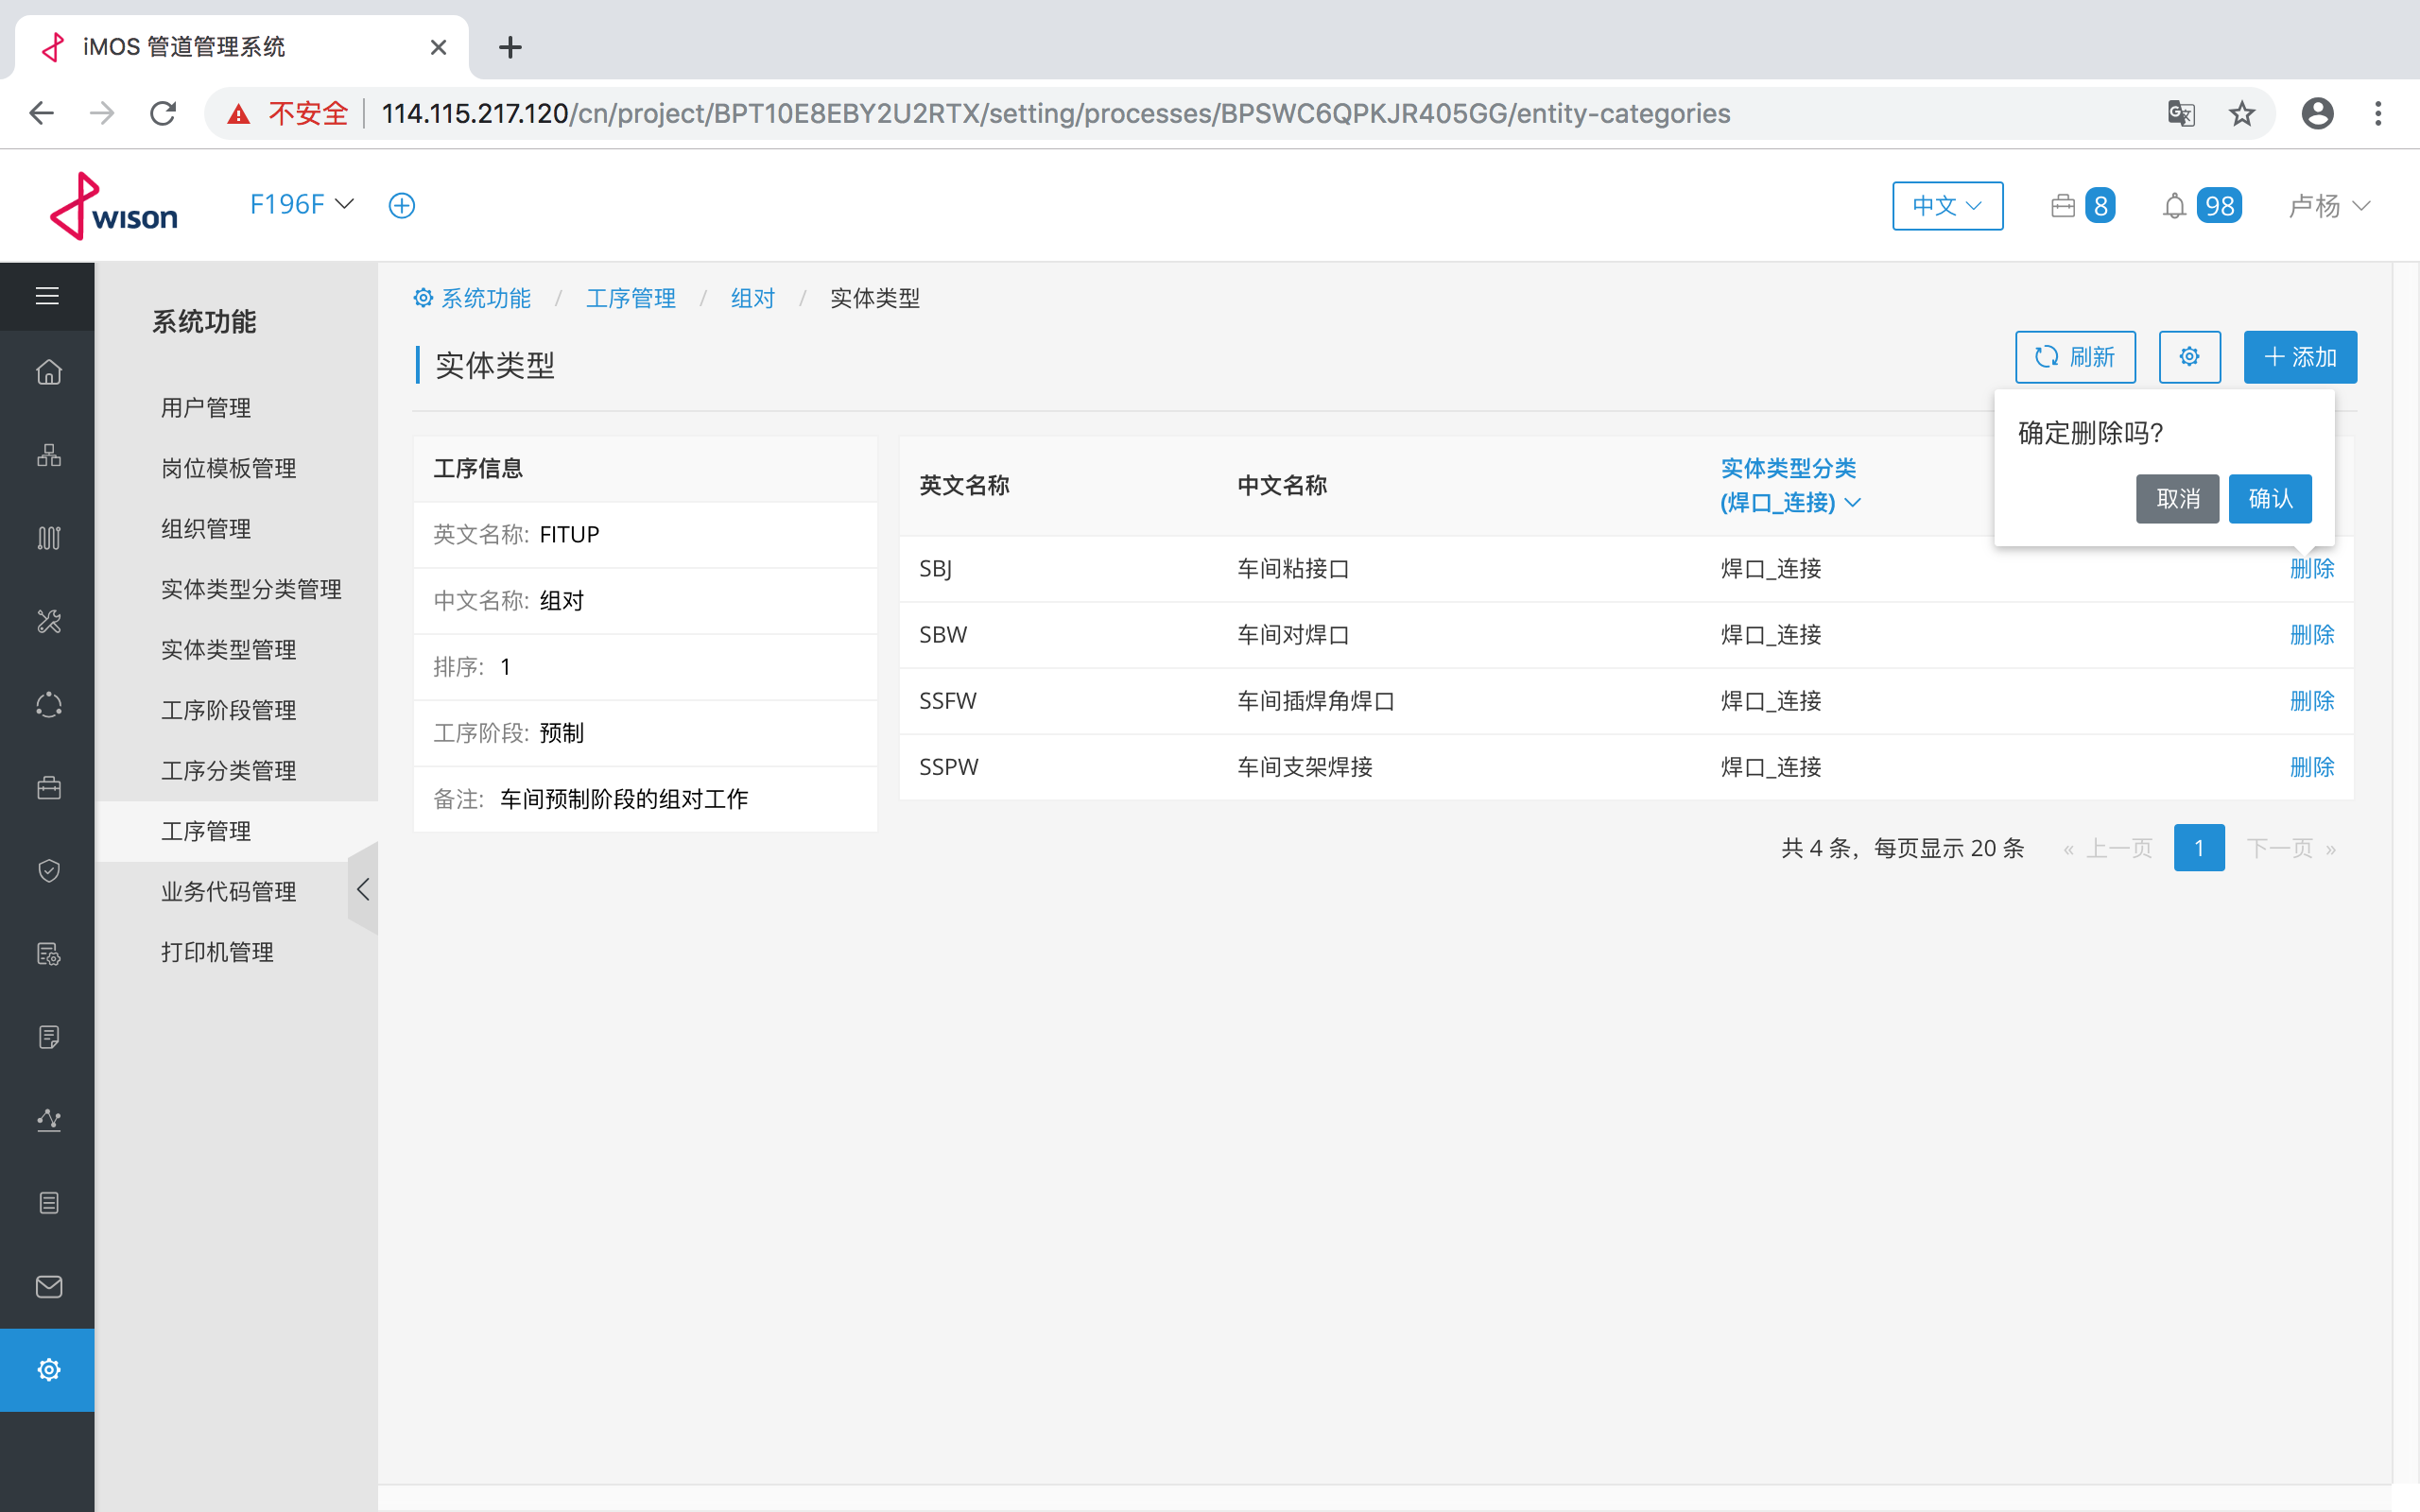 iMOS 管道管理系统
不安全 114.115.217.120/cn/project/BPT10E8EBY2U2RTX/setting/processes/BPSWC6QPKJR405GG/entity-categories
wison
F196F
中文
8
98
卢杨
系统功能
用户管理
岗位模板管理
组织管理
实体类型分类管理
实体类型管理
工序阶段管理
工序分类管理
工序管理
业务代码管理
打印机管理
系统功能 / 工序管理 / 组对 / 实体类型
实体类型
刷新
添加
确定删除吗?
取消 确认
工序信息
英文名称: FITUP
中文名称: 组对
排序: 1
工序阶段: 预制
备注: 车间预制阶段的组对工作
英文名称 中文名称 实体类型分类
(焊口_连接)
SBJ 车间粘接口 焊口_连接 删除
SBW 车间对焊口 焊口_连接 删除
SSFW 车间插焊角焊口 焊口_连接 删除
SSPW 车间支架焊接 焊口_连接 删除
共 4 条，每页显示 20 条 « 上一页 1 下一页 »